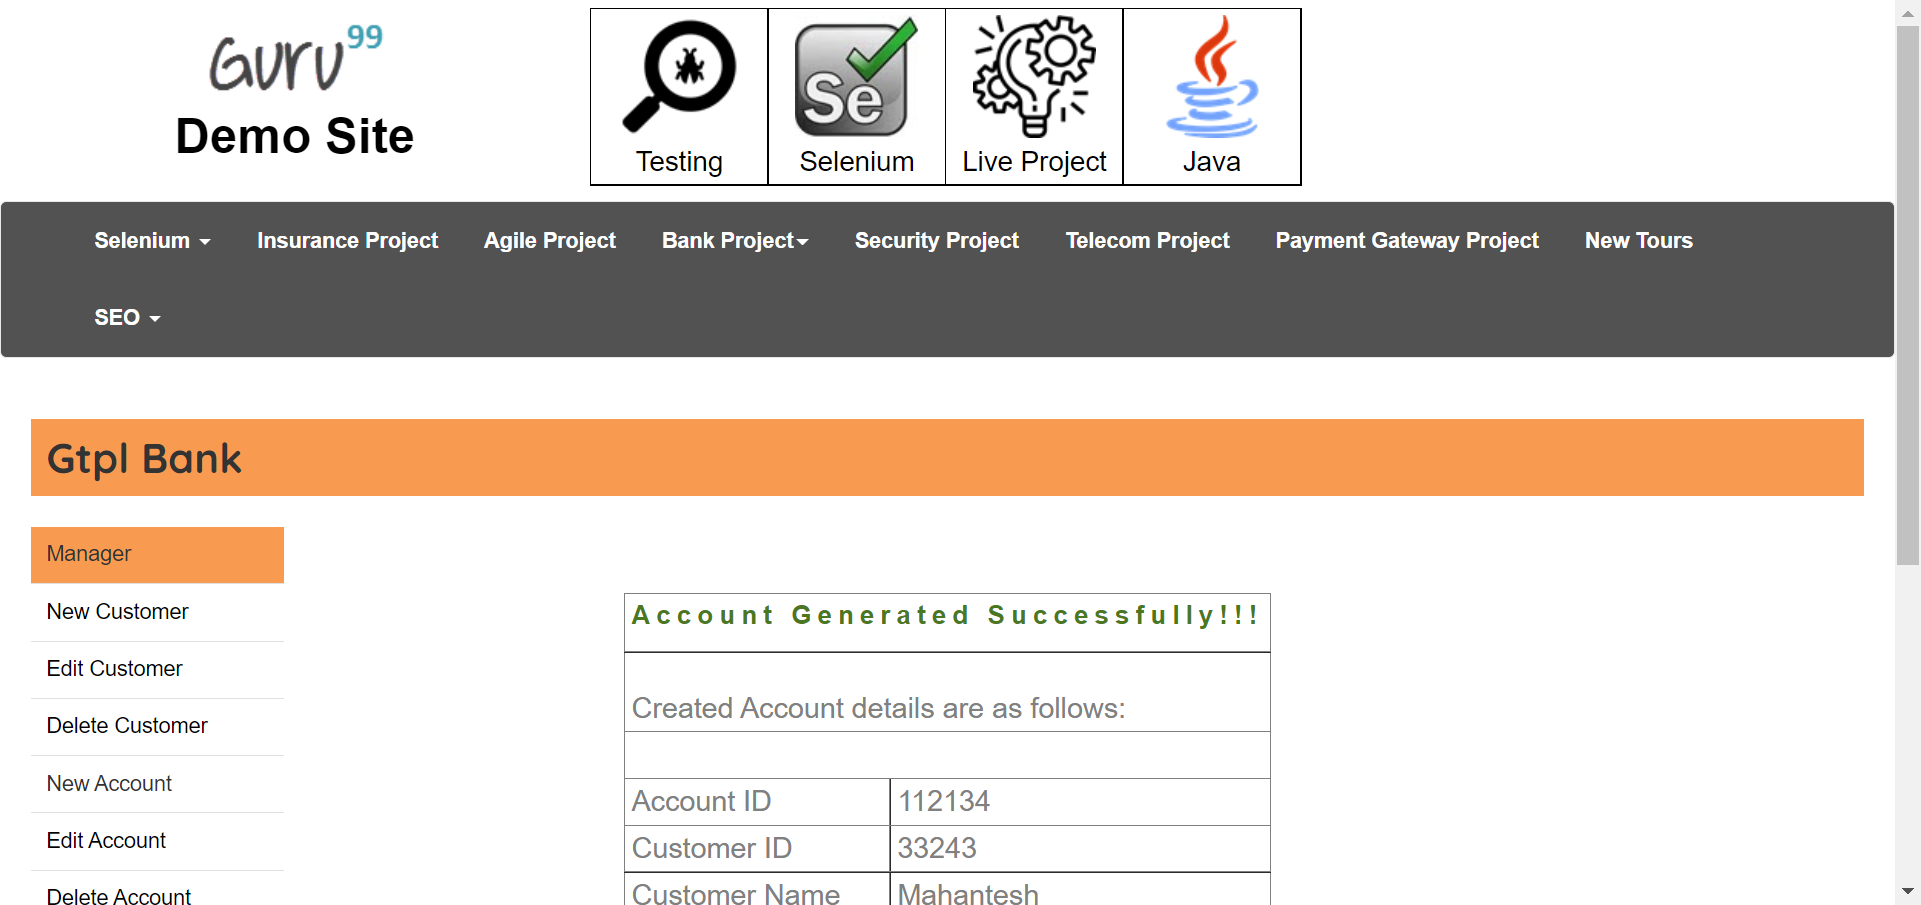 Guru99
Demo Site
Testing
Se
Selenium
Live Project
Java
Selenium
Insurance Project
Agile Project
Bank Project
Security Project
Telecom Project
Payment Gateway Project
New Tours
SEO
Gtpl Bank
Manager
New Customer
Edit Customer
Delete Customer
New Account
Edit Account
Delete Account
Account Generated Successfully!!!
Created Account details are as follows:
Account ID 112134
Customer ID 33243
Customer Name Mahantesh